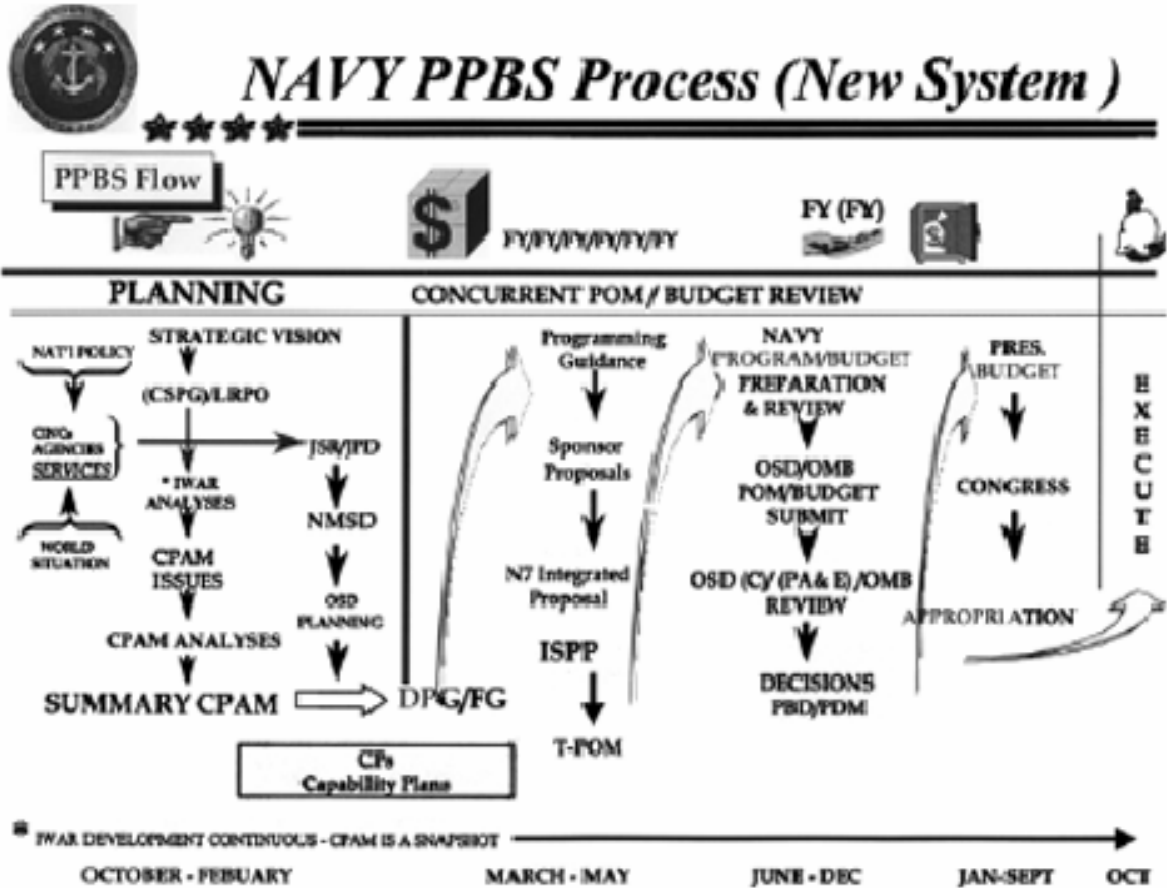 NAVY PPBS Process (New System )
PPBS Flow
$
FY/FY/FY/FY/FY/FY
FY (FY)
PLANNING
CONCURRENT POM // BUDGET REVIEW
STRATEGIC VISION
NAT'l POLICY
(CSPG)/LRPO
CINCs
AGENCIES
SERVICES
* IWAR
ANALYSES
WORLD
SITUATION
CPAM
ISSUES
CPAM ANALYSES
SUMMARY CPAM
JSR/JPD
NMSD
OSD
PLANNING
DPG/FG
CPs
Capability Plans
Programming
Guidance
Sponsor
Proposals
N7 Integrated
Proposal
ISPP
T-POM
NAVY
PROGRAM/BUDGET
PREPARATION
& REVIEW
OSD/OMB
POM/BUDGET
SUBMIT
OSD (C)/ (PA & E) /OMB
REVIEW
DECISIONS
PBD/PDM
PRES.
BUDGET
CONGRESS
APPROPRIATION
EXECUTE
* IWAR DEVELOPMENT CONTINUOUS - CPAM IS A SNAPSHOT
OCTOBER - FEBUARY
MARCH - MAY
JUNE - DEC
JAN-SEPT
OCT